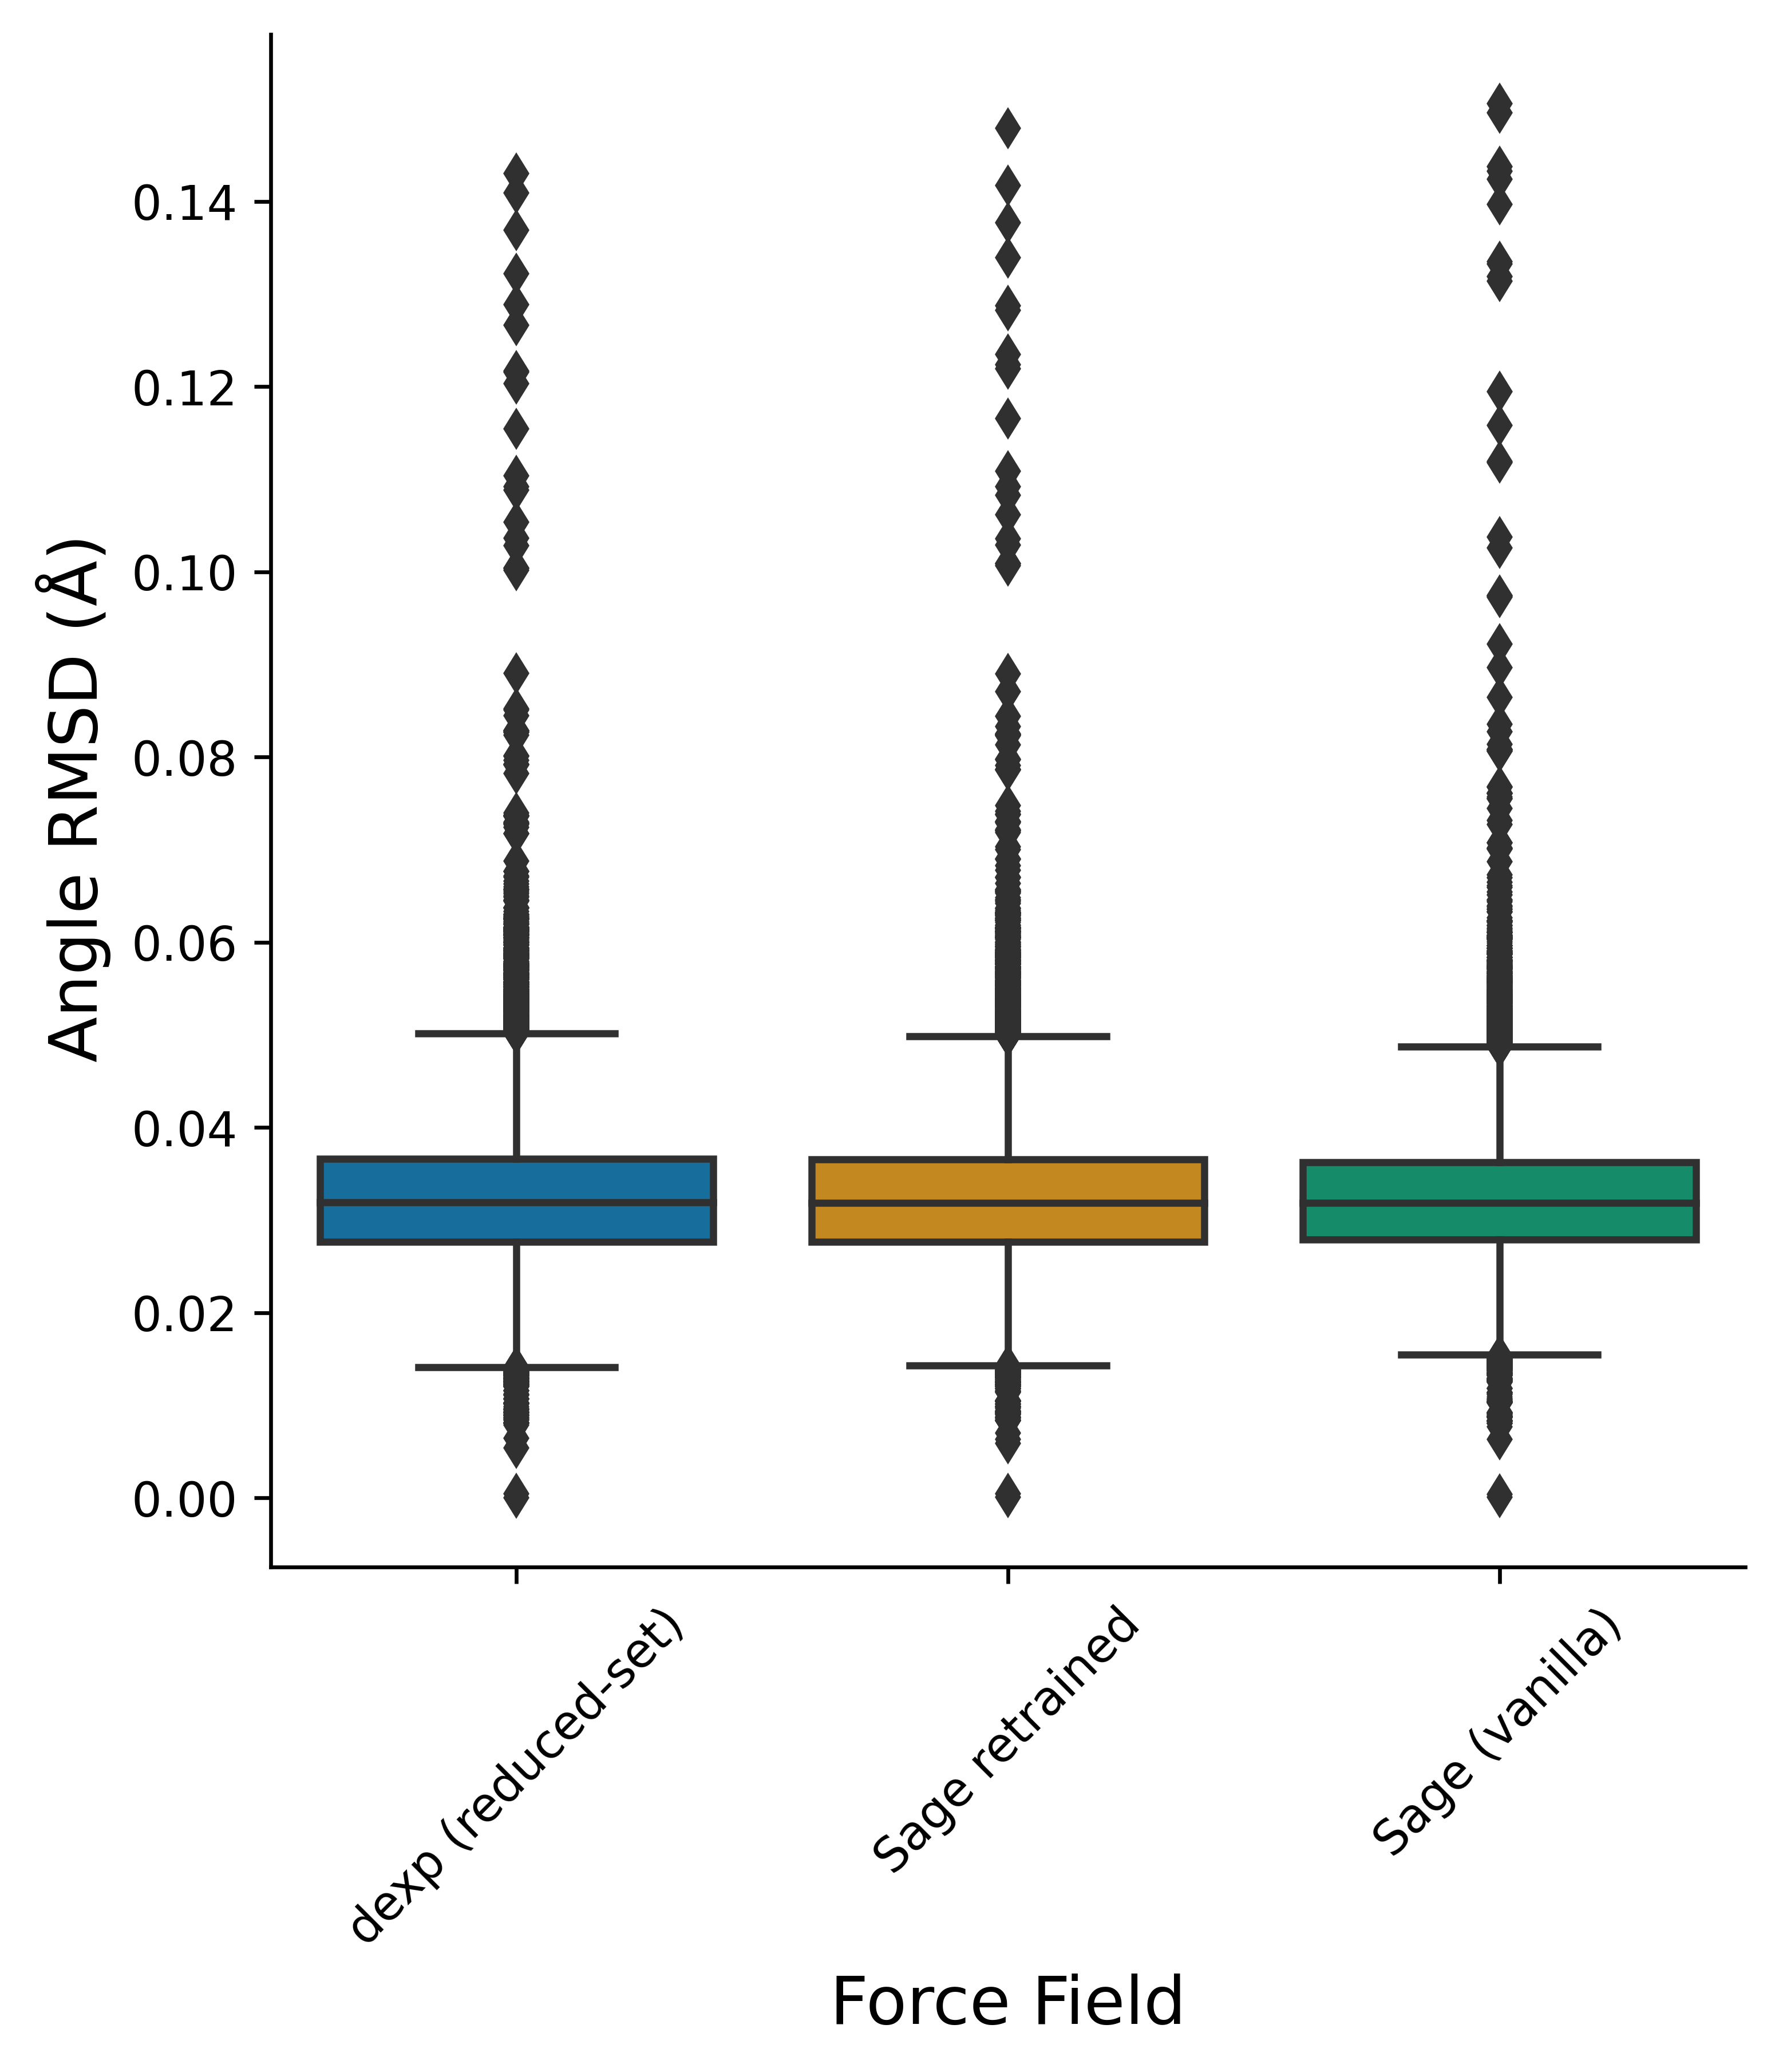 Angle RMSD (Å)
0.14
0.12
0.10
0.08
0.06
0.04
0.02
0.00
dexp (reduced-set)
Sage retrained
Sage (vanilla)
Force Field